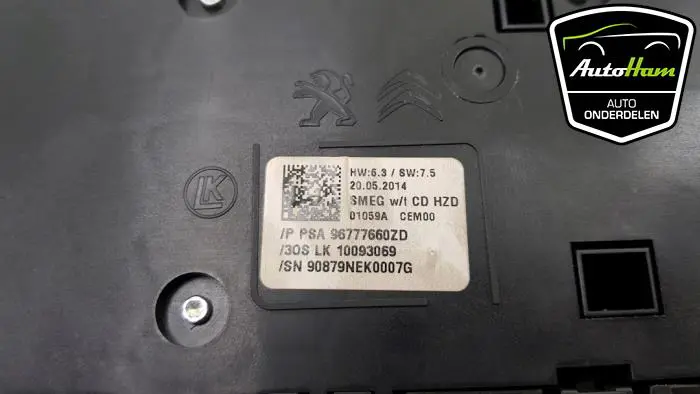 AutoHam
AUTO
ONDERDELEN
LK
HW:6.3 / SW:7.5
20.05.2014
SMEG w/t CD HZD
01059A CEM00
/P PSA 96777660ZD
/3OS LK 10093069
/SN 90879NEK0007G